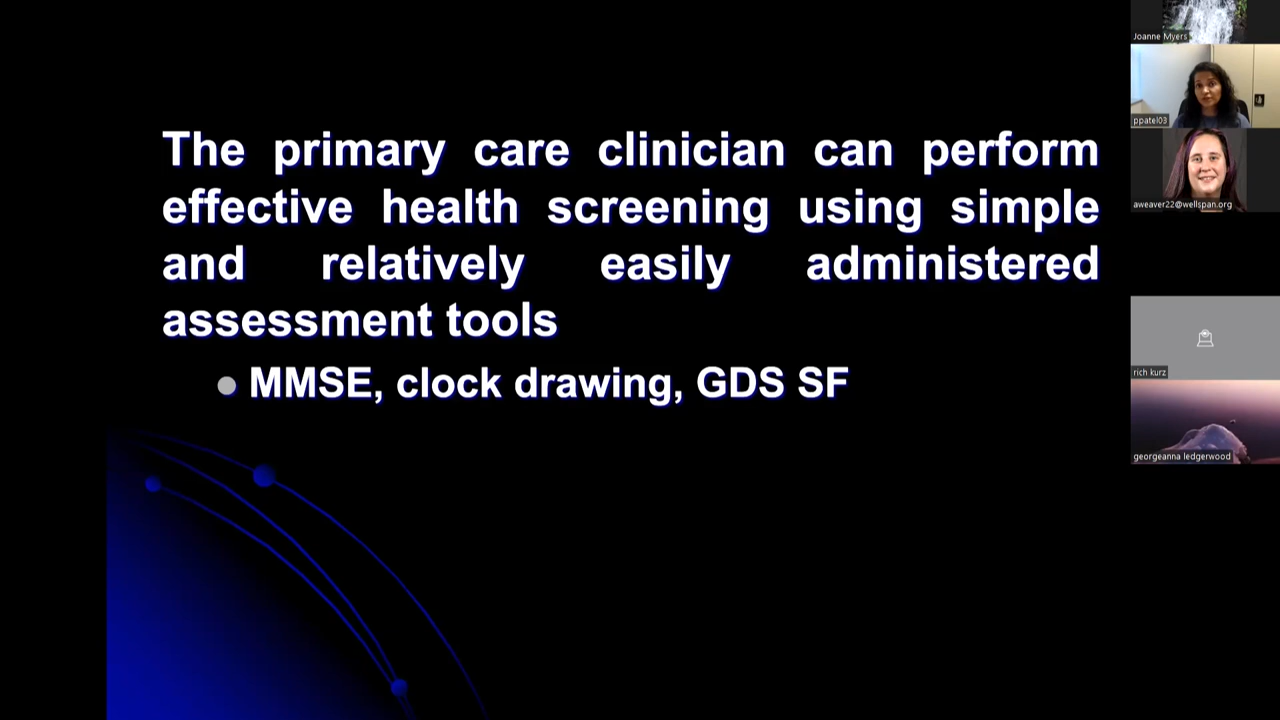 The primary care clinician can perform
effective health screening using simple
and relatively easily administered
assessment tools
MMSE, clock drawing, GDS SF
Joanne Myers
ppatel03
aweaver22@wellspan.org
rich kurz
georgeanna ledgerwood